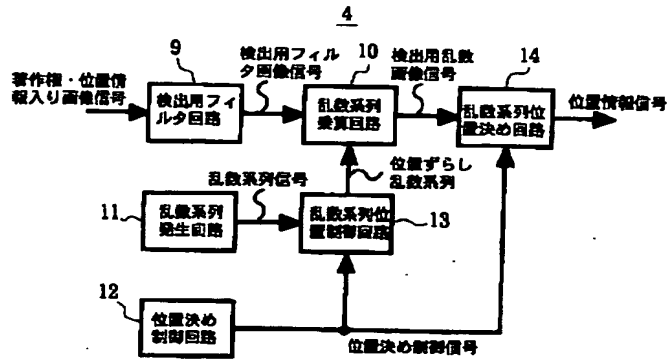 4
著作権・位置情
報入り画像信号
9
検出用フィ
ルタ回路
検出用フィル
タ画像信号
10
乱数系列
乗算回路
検出用乱数
画像信号
14
乱数系列位
置決め回路
位置情報信号
11
乱数系列
発生回路
乱数系列信号
位置ずらし
乱数系列
乱数系列位
置制御回路
13
12
位置決め
制御回路
位置決め制御信号